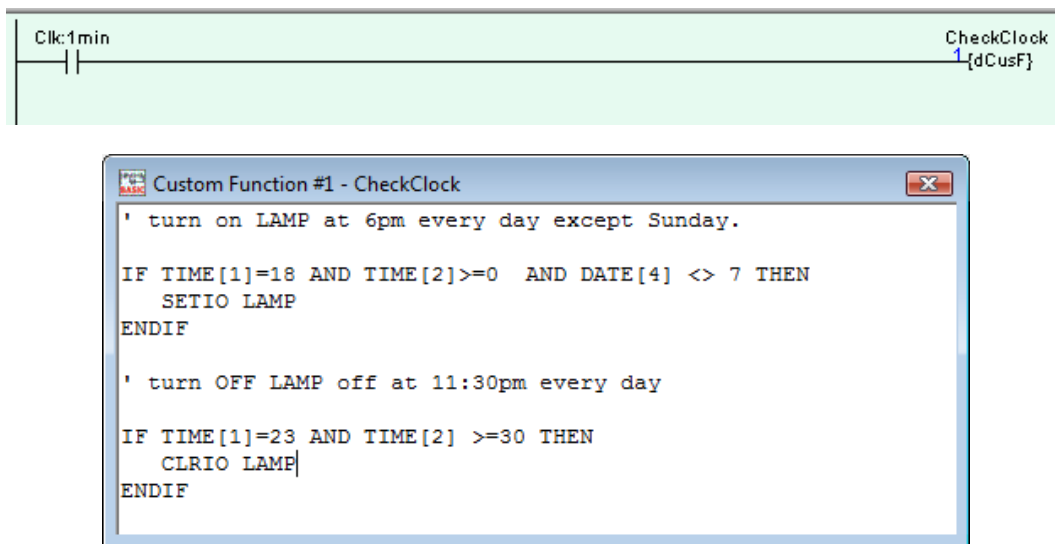 Clk:1min
CheckClock
1 {dCusF}
Custom Function #1 - CheckClock
' turn on LAMP at 6pm every day except Sunday.
IF TIME[1]=18 AND TIME[2]>=0  AND DATE[4] <> 7 THEN
   SETIO LAMP
ENDIF
' turn OFF LAMP off at 11:30pm every day
IF TIME[1]=23 AND TIME[2] >=30 THEN
   CLRIO LAMP
ENDIF